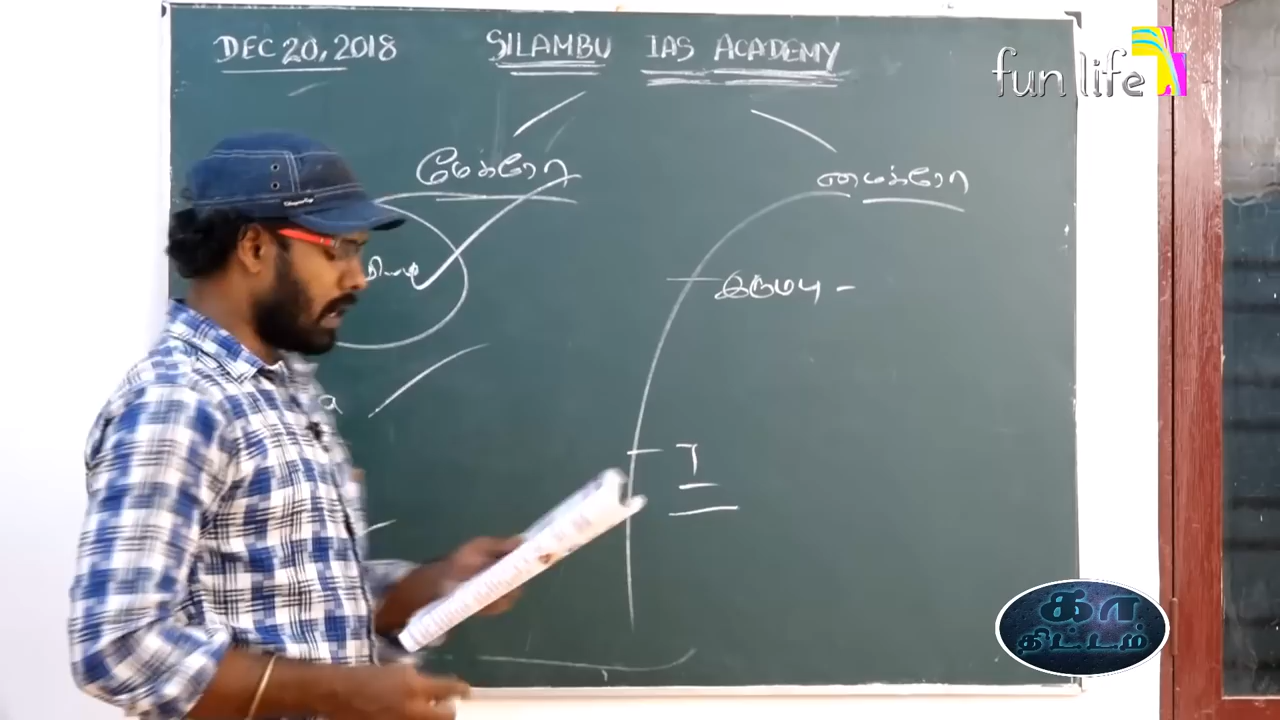 DEC 20, 2018
SILAMBU IAS ACADEMY
fun life
மேக்ரோ
மைக்ரோ
இரும்பு -
கா
திட்டம்